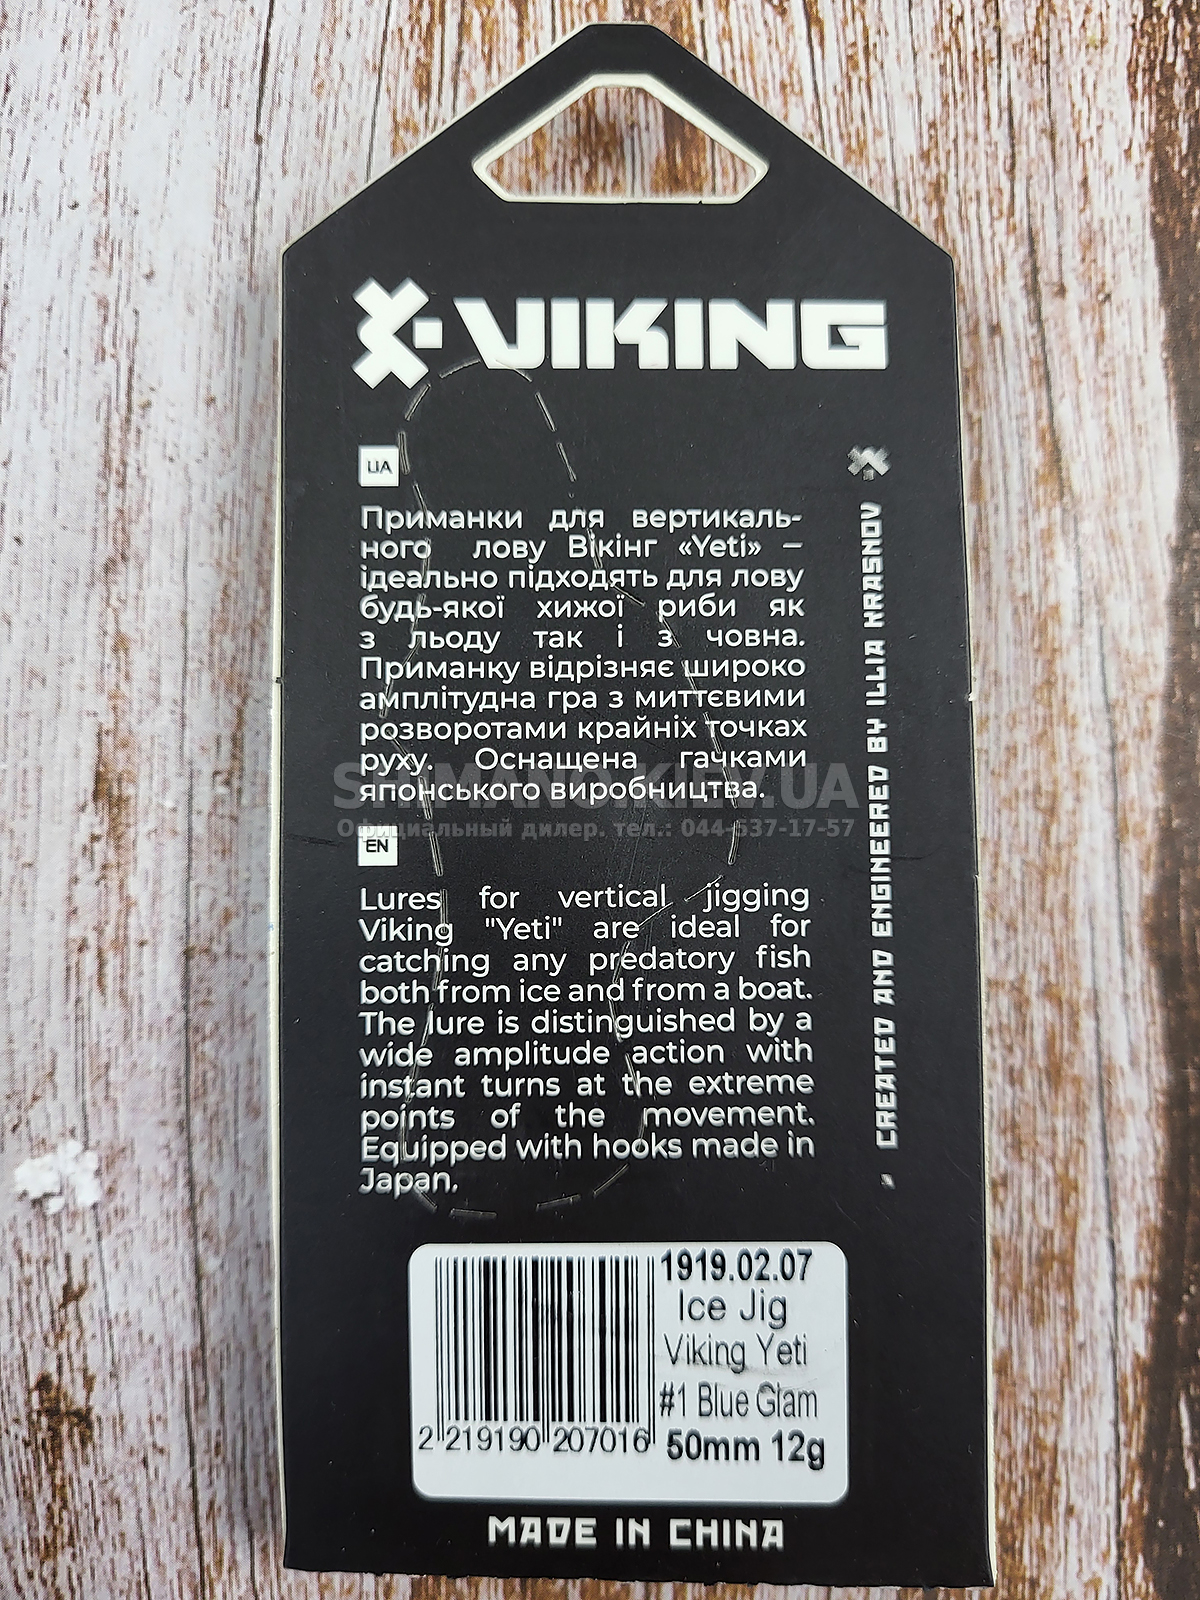 VIKING
UA
Приманки для вертикаль-
ного лову Вікінг «Yeti» –
ідеально підходять для лову
будь-якої хижої риби як
з льоду так і з човна.
Приманку відрізняє широко
амплітудна гра з миттєвими
розворотами крайніх точках
руху. Оснащена гачками
японського виробництва.
SHIMANO.KIEV.UA
Официальный дилер. тел.: 044-537-17-57
EN
Lures for vertical jigging
Viking "Yeti" are ideal for
catching any predatory fish
both from ice and from a boat.
The lure is distinguished by a
wide amplitude action with
instant turns at the extreme
points of the movement.
Equipped with hooks made in
Japan.
CREATED AND ENGINEERED BY ILLIA KRASNOV
1919.02.07
Ice Jig
Viking Yeti
#1 Blue Glam
50mm 12g
2 219190 207016
MADE IN CHINA